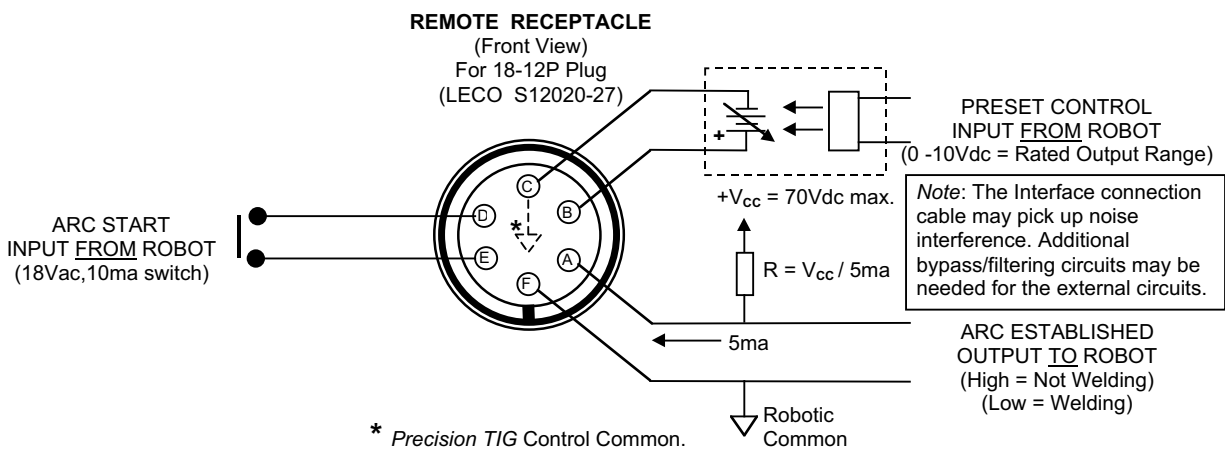 REMOTE RECEPTACLE
(Front View)
For 18-12P Plug
(LECO S12020-27)
PRESET CONTROL
INPUT FROM ROBOT
(0 -10Vdc = Rated Output Range)
+
+VCC = 70Vdc max.
Note: The Interface connection
cable may pick up noise
interference. Additional
bypass/filtering circuits may be
needed for the external circuits.
ARC START
INPUT FROM ROBOT
(18Vac,10ma switch)
C
D
B
*
E
A
F
R = VCC / 5ma
5ma
ARC ESTABLISHED
OUTPUT TO ROBOT
(High = Not Welding)
(Low = Welding)
Robotic
Common
* Precision TIG Control Common.